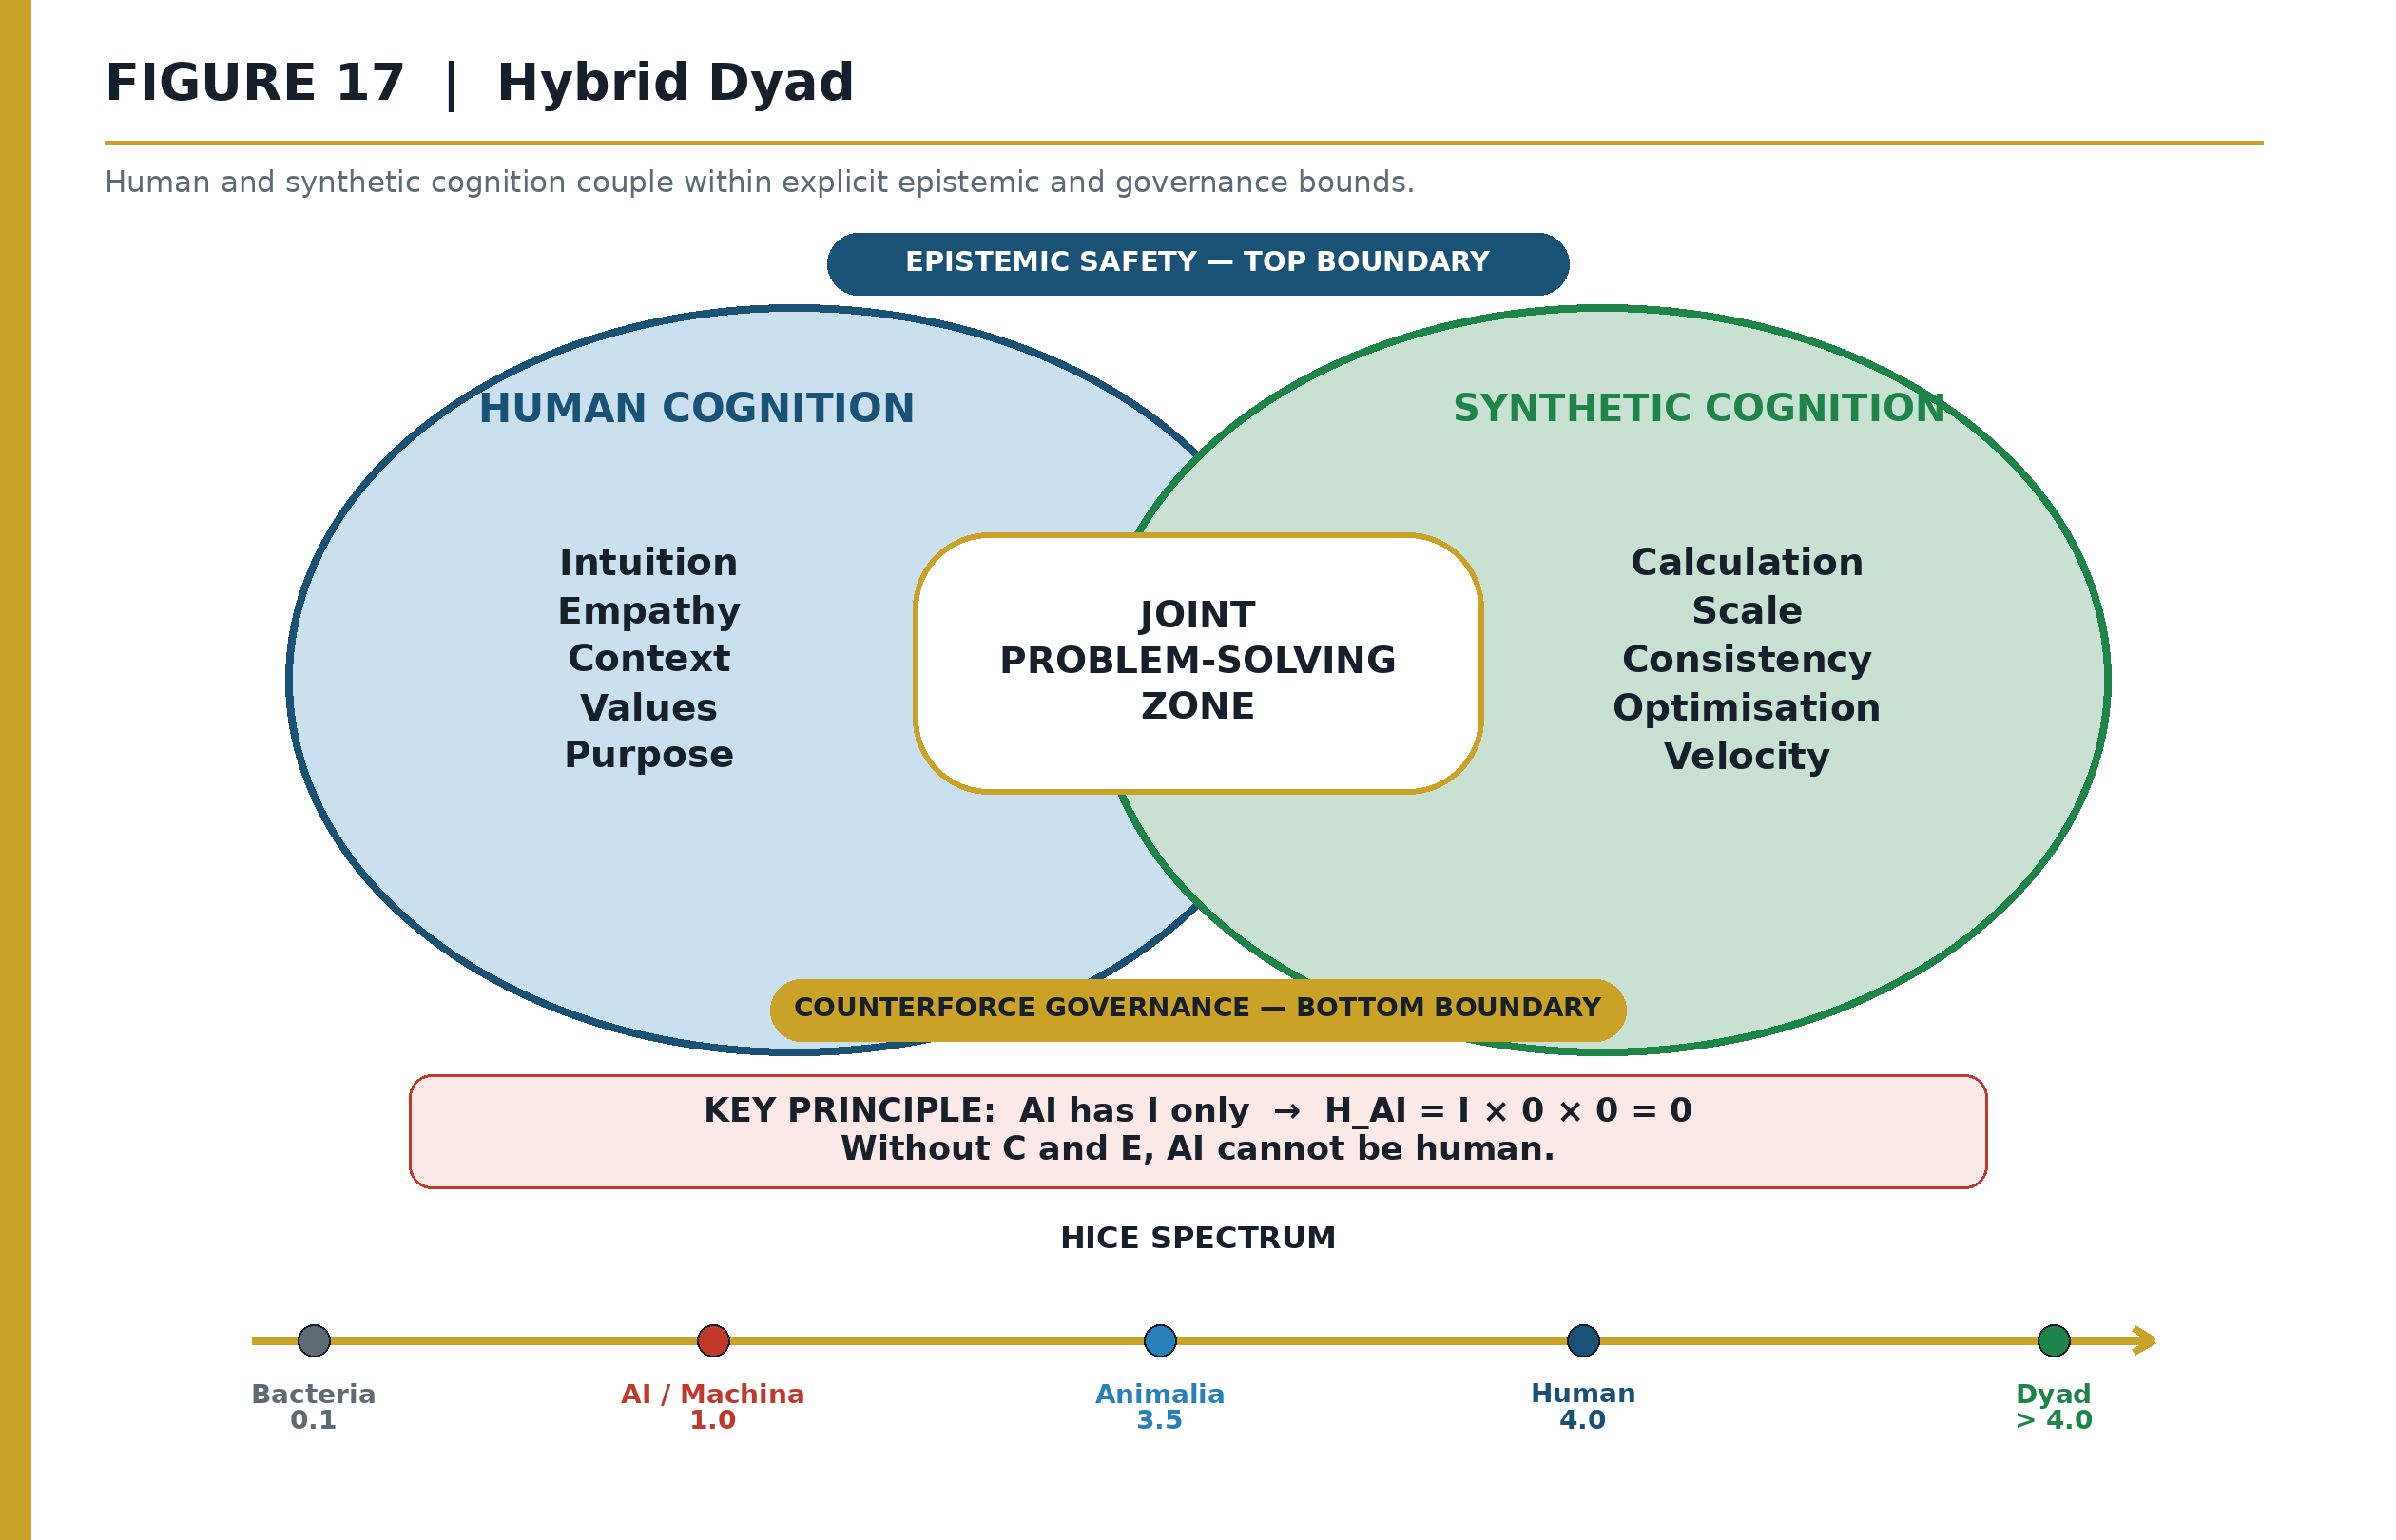 FIGURE 17 | Hybrid Dyad
Human and synthetic cognition couple within explicit epistemic and governance bounds.
EPISTEMIC SAFETY — TOP BOUNDARY
HUMAN COGNITION
Intuition
Empathy
Context
Values
Purpose
JOINT
PROBLEM-SOLVING
ZONE
SYNTHETIC COGNITION
Calculation
Scale
Consistency
Optimisation
Velocity
COUNTERFORCE GOVERNANCE — BOTTOM BOUNDARY
KEY PRINCIPLE: AI has I only → H_AI = I × 0 × 0 = 0
Without C and E, AI cannot be human.
HICE SPECTRUM
Bacteria
0.1
AI / Machina
1.0
Animalia
3.5
Human
4.0
Dyad
> 4.0